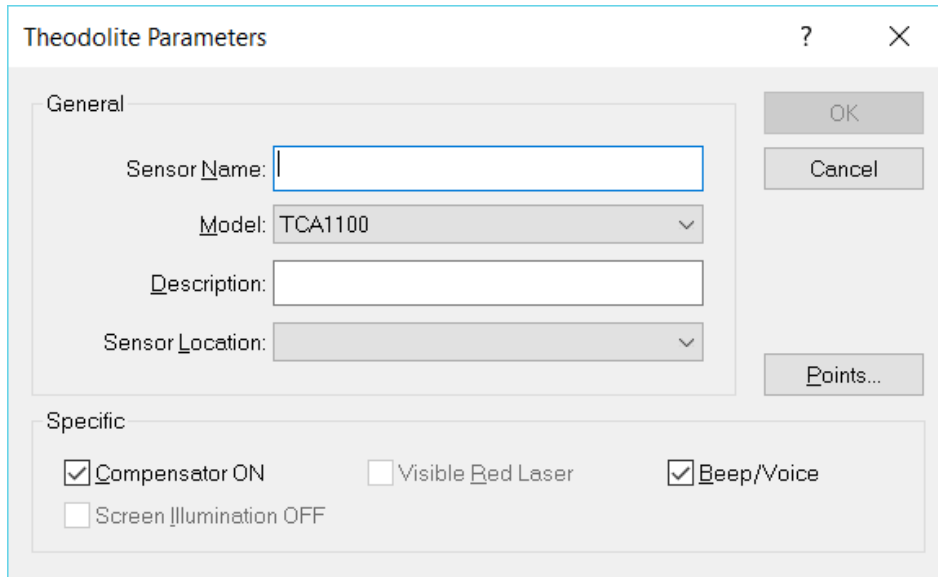 Theodolite Parameters ?
General
OK
Sensor Name:
Cancel
Model: TCA1100
Description:
Sensor Location:
Points...
Specific
Compensator ON Visible Red Laser Beep/Voice
Screen Illumination OFF